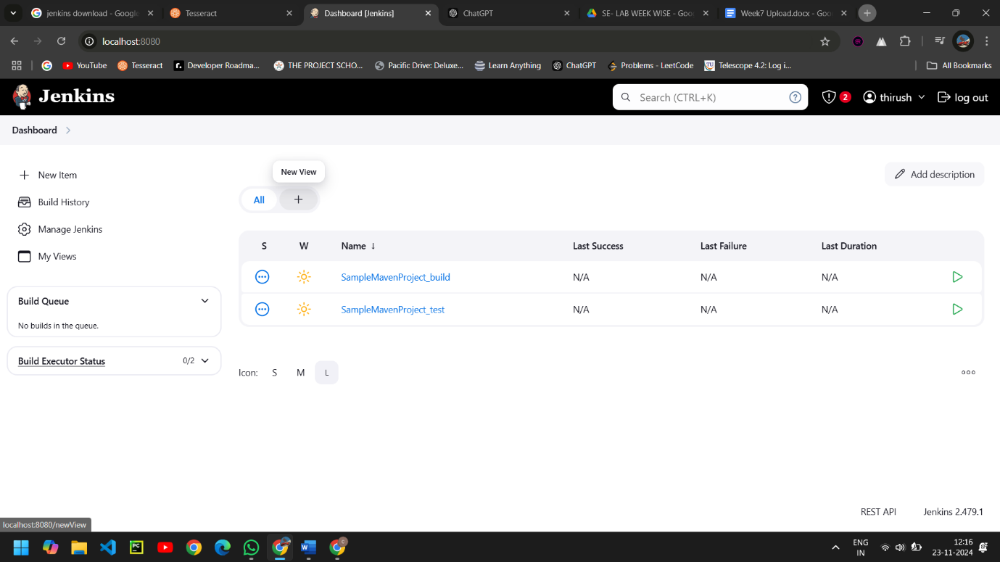 jenkins download - Google
Tesseract
Dashboard [Jenkins]
ChatGPT
SE- LAB WEEK WISE - Goo
Week7 Upload.docx - Goo
localhost:8080
YouTube
Tesseract
Developer Roadma...
THE PROJECT SCHO...
Pacific Drive: Deluxe...
Learn Anything
ChatGPT
Problems - LeetCode
Telescope 4.2: Log i...
All Bookmarks
Jenkins
Search (CTRL+K)
2
thirush
log out
Dashboard
New Item
Build History
Manage Jenkins
My Views
New View
Add description
All
S W Name ↓ Last Success Last Failure Last Duration
SampleMavenProject_build N/A N/A N/A
SampleMavenProject_test N/A N/A N/A
Build Queue
No builds in the queue.
Build Executor Status 0/2
Icon: S M L
REST API Jenkins 2.479.1
localhost:8080/newView
ENG
IN
12:16
23-11-2024